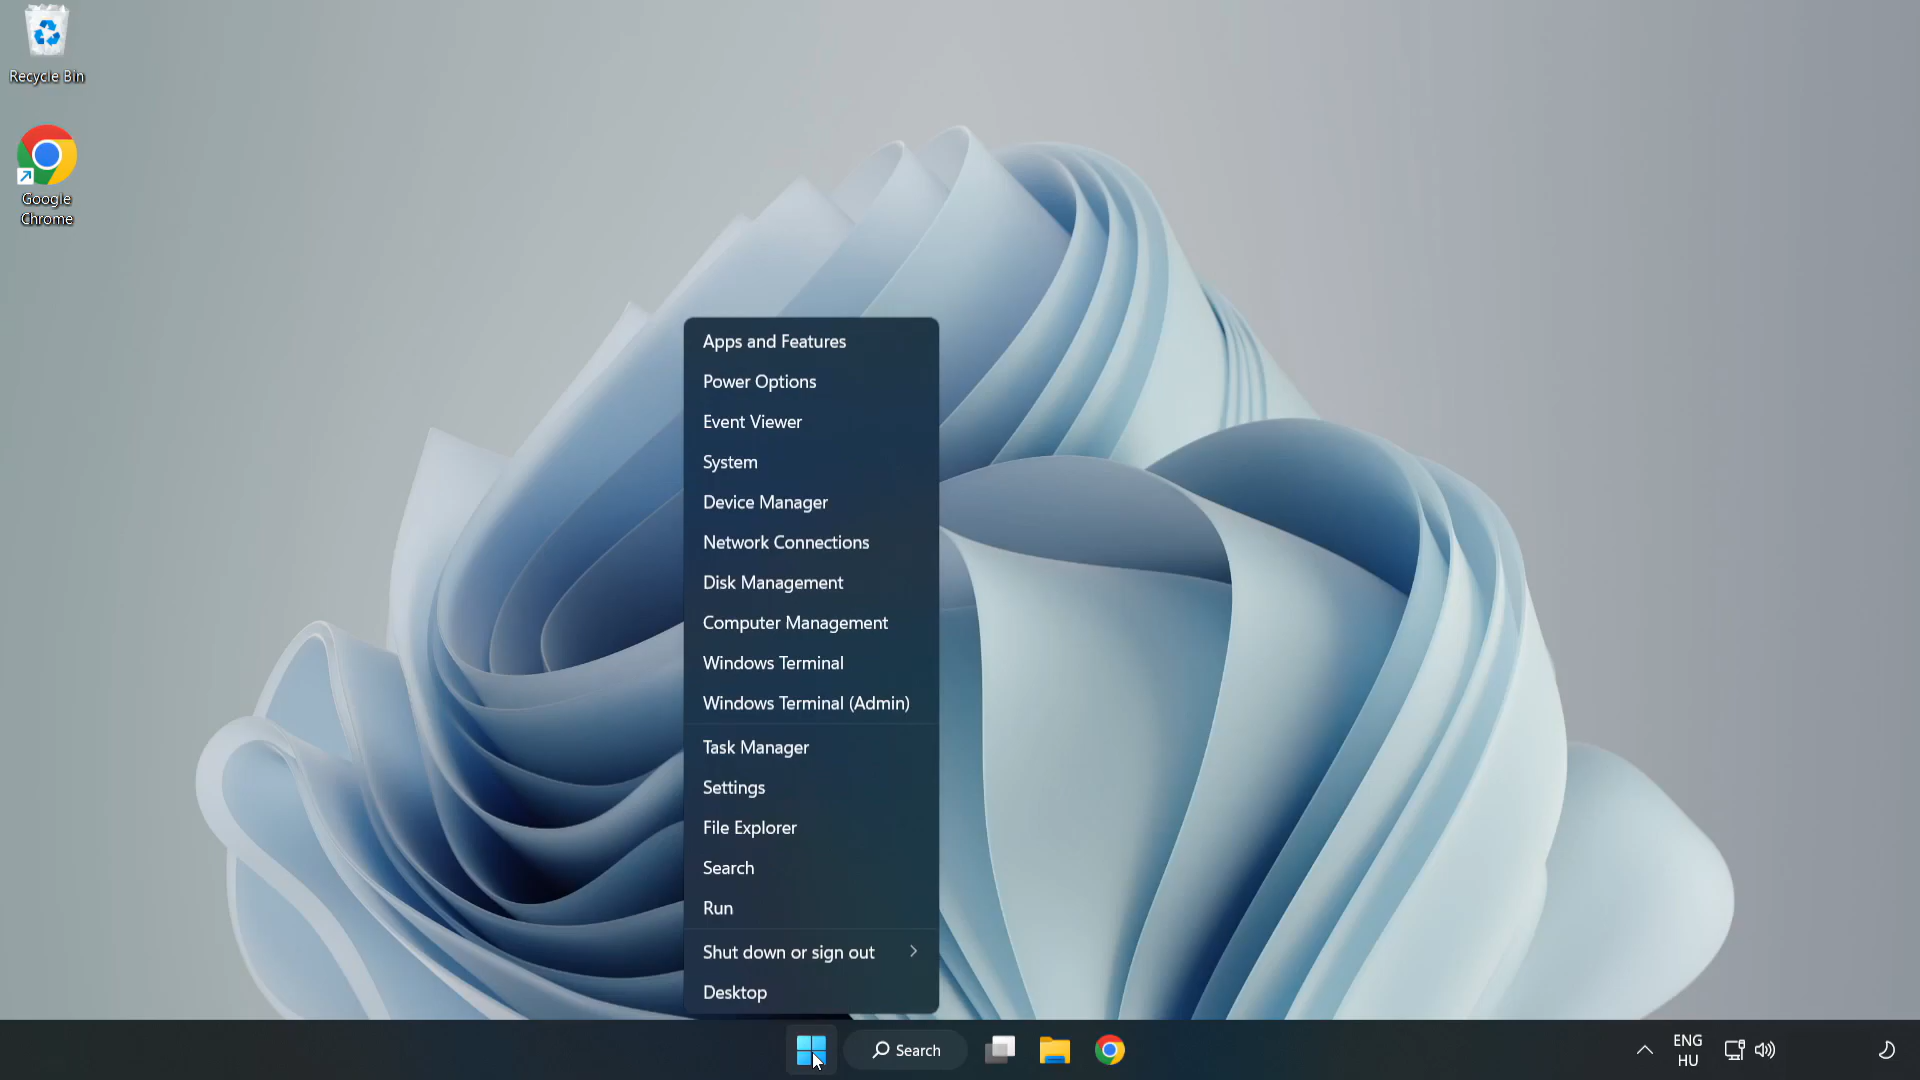 Recycle Bin
Google
Chrome
Apps and Features
Power Options
Event Viewer
System
Device Manager
Network Connections
Disk Management
Computer Management
Windows Terminal
Windows Terminal (Admin)
Task Manager
Settings
File Explorer
Search
Run
Shut down or sign out
Desktop
Search
ENG
HU